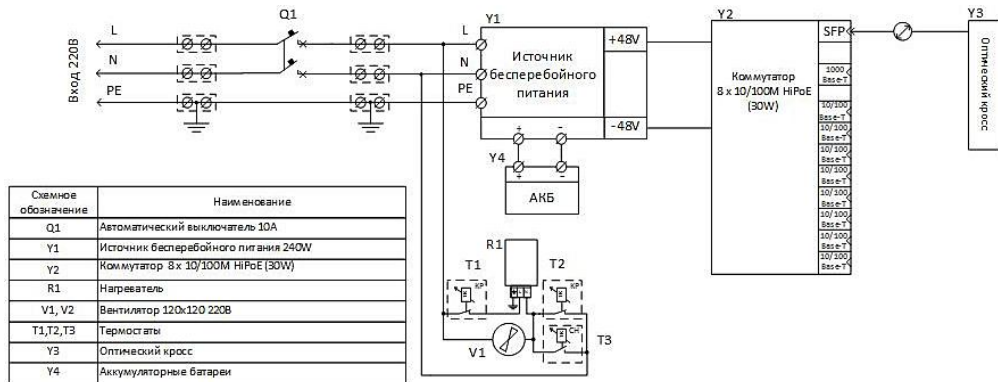 Вход 220В
L
N
PE
Q1
Y1
L
N
PE
Источник
бесперебойного
питания
+48V
-48V
Y4
+ -
+ -
АКБ
Y2
Коммутатор
8 x 10/100M HiPoE
(30W)
SFP
1000
Base-T
10/100
Base-T
10/100
Base-T
10/100
Base-T
10/100
Base-T
10/100
Base-T
10/100
Base-T
10/100
Base-T
10/100
Base-T
Y3
Оптический кросс
R1
T1
КР
T2
КР
V1
СН
T3
Схемное
обозначение
Наименование
Q1
Автоматический выключатель 10А
Y1
Источник бесперебойного питания 240W
Y2
Коммутатор 8 x 10/100M HiPoE (30W)
R1
Нагреватель
V1, V2
Вентилятор 120x120 220В
T1,T2,T3
Термостаты
Y3
Оптический кросс
Y4
Аккумуляторные батареи